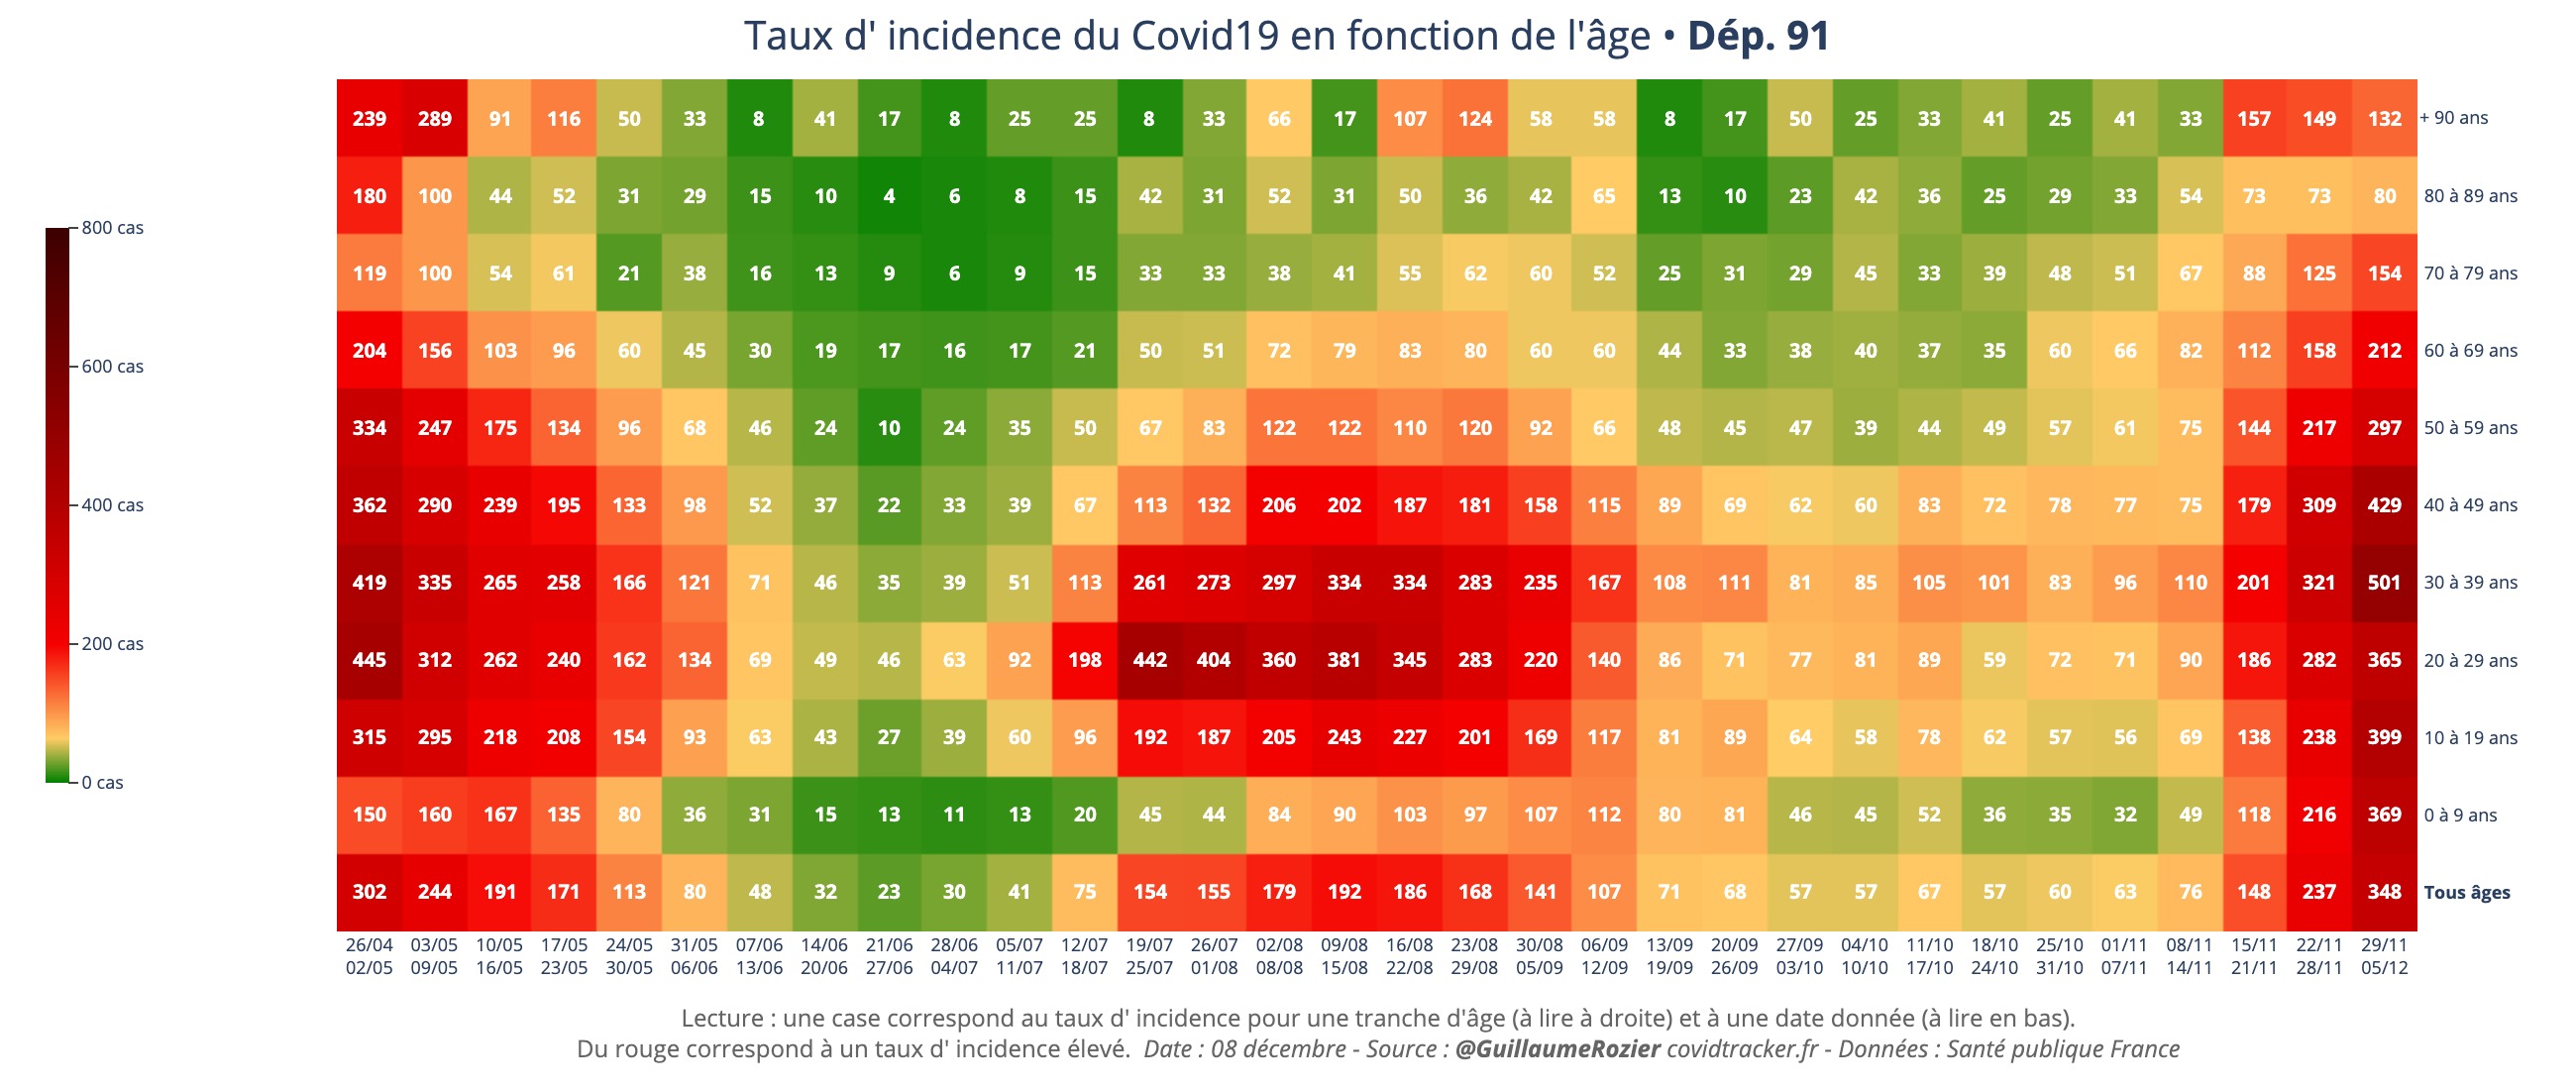 Taux d' incidence du Covid19 en fonction de l'âge • Dép. 91
239 289 91 116 50 33 8 41 17 8 25 25 8 33 66 17 107 124 58 58 8 17 50 25 33 41 25 41 33 157 149 132 + 90 ans
180 100 44 52 31 29 15 10 4 6 8 15 42 31 52 31 50 36 42 65 13 10 23 42 36 25 29 33 54 73 73 80 80 à 89 ans
800 cas
119 100 54 61 21 38 16 13 9 6 9 15 33 33 38 41 55 62 60 52 25 31 29 45 33 39 48 51 67 88 125 154 70 à 79 ans
204 156 103 96 60 45 30 19 17 16 17 21 50 51 72 79 83 80 60 60 44 33 38 40 37 35 60 66 82 112 158 212 60 à 69 ans
600 cas
334 247 175 134 96 68 46 24 10 24 35 50 67 83 122 122 110 120 92 66 48 45 47 39 44 49 57 61 75 144 217 297 50 à 59 ans
400 cas
362 290 239 195 133 98 52 37 22 33 39 67 113 132 206 202 187 181 158 115 89 69 62 60 83 72 78 77 75 179 309 429 40 à 49 ans
419 335 265 258 166 121 71 46 35 39 51 113 261 273 297 334 334 283 235 167 108 111 81 85 105 101 83 96 110 201 321 501 30 à 39 ans
200 cas
445 312 262 240 162 134 69 49 46 63 92 198 442 404 360 381 345 283 220 140 86 71 77 81 89 59 72 71 90 186 282 365 20 à 29 ans
315 295 218 208 154 93 63 43 27 39 60 96 192 187 205 243 227 201 169 117 81 89 64 58 78 62 57 56 69 138 238 399 10 à 19 ans
0 cas
150 160 167 135 80 36 31 15 13 11 13 20 45 44 84 90 103 97 107 112 80 81 46 45 52 36 35 32 49 118 216 369 0 à 9 ans
302 244 191 171 113 80 48 32 23 30 41 75 154 155 179 192 186 168 141 107 71 68 57 57 67 57 60 63 76 148 237 348 Tous âges
26/04 03/05 10/05 17/05 24/05 31/05 07/06 14/06 21/06 28/06 05/07 12/07 19/07 26/07 02/08 09/08 16/08 23/08 30/08 06/09 13/09 20/09 27/09 04/10 11/10 18/10 25/10 01/11 08/11 15/11 22/11 29/11
02/05 09/05 16/05 23/05 30/05 06/06 13/06 20/06 27/06 04/07 11/07 18/07 25/07 01/08 08/08 15/08 22/08 29/08 05/09 12/09 19/09 26/09 03/10 10/10 17/10 24/10 31/10 07/11 14/11 21/11 28/11 05/12
Lecture : une case correspond au taux d' incidence pour une tranche d'âge (à lire à droite) et à une date donnée (à lire en bas).
Du rouge correspond à un taux d' incidence élevé. Date : 08 décembre - Source : @GuillaumeRozier covidtracker.fr - Données : Santé publique France